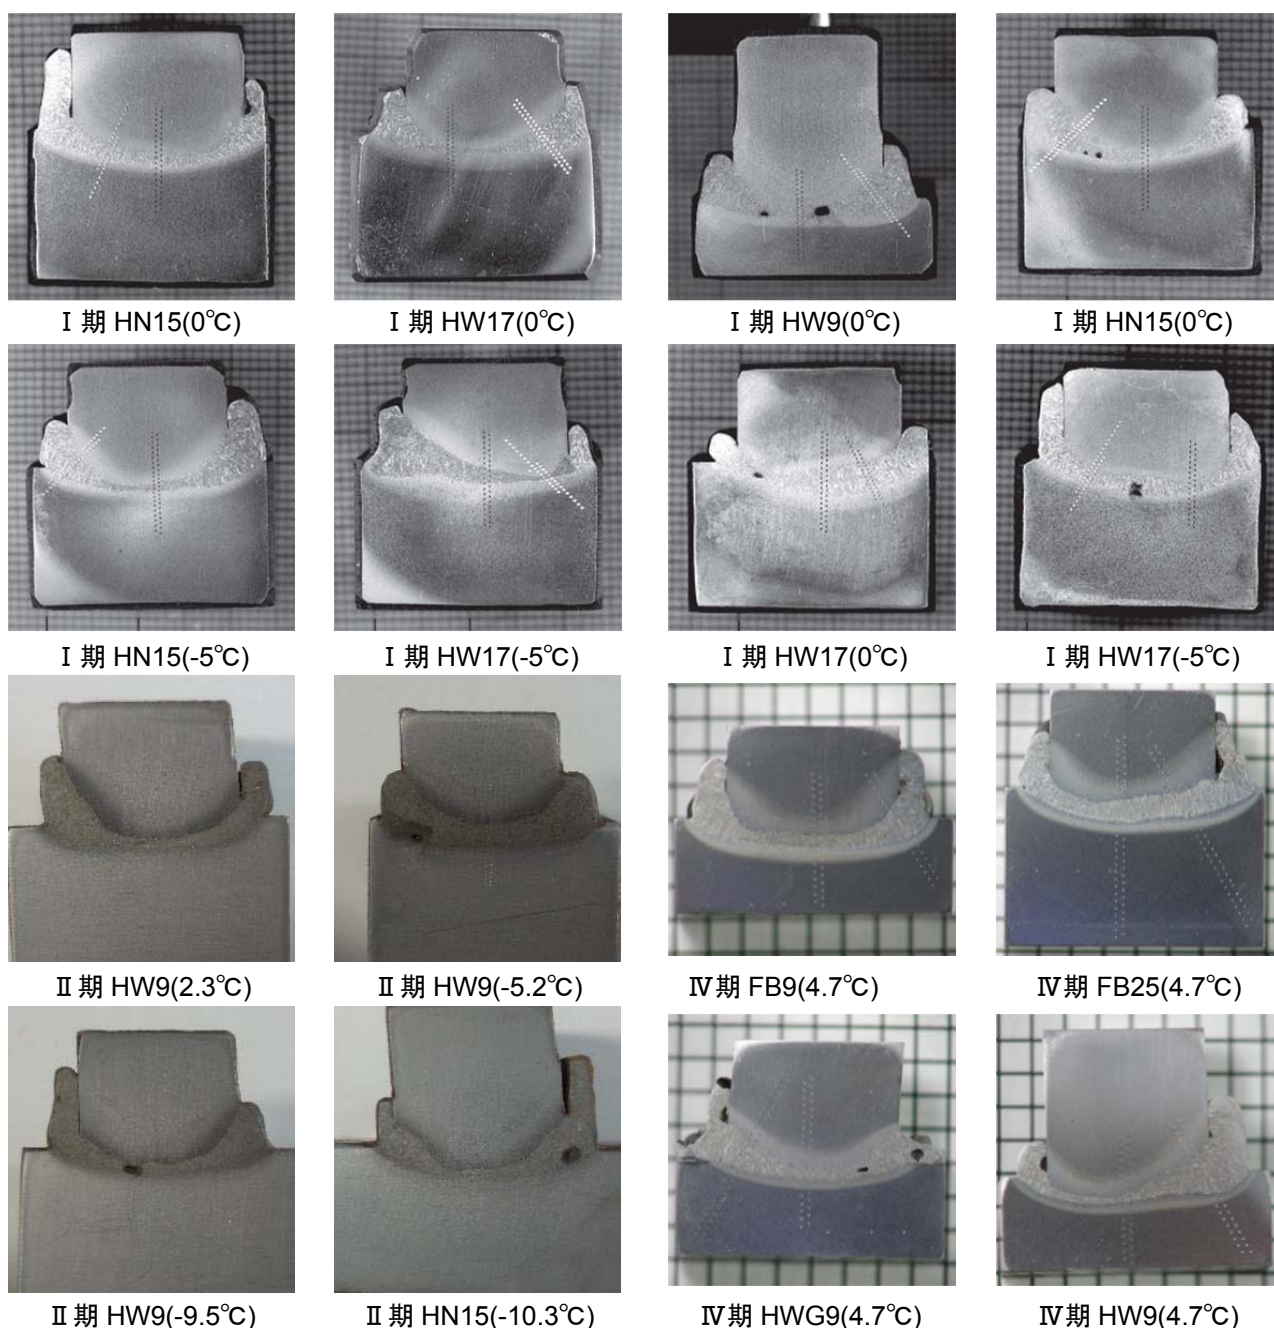 Ⅰ期 HN15(0℃)
Ⅰ期 HW17(0℃)
Ⅰ期 HW9(0℃)
Ⅰ期 HN15(0℃)
Ⅰ期 HN15(-5℃)
Ⅰ期 HW17(-5℃)
Ⅰ期 HW17(0℃)
Ⅰ期 HW17(-5℃)
Ⅱ期 HW9(2.3℃)
Ⅱ期 HW9(-5.2℃)
Ⅳ期 FB9(4.7℃)
Ⅳ期 FB25(4.7℃)
Ⅱ期 HW9(-9.5℃)
Ⅱ期 HN15(-10.3℃)
Ⅳ期 HWG9(4.7℃)
Ⅳ期 HW9(4.7℃)